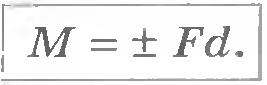 M = ± Fd.